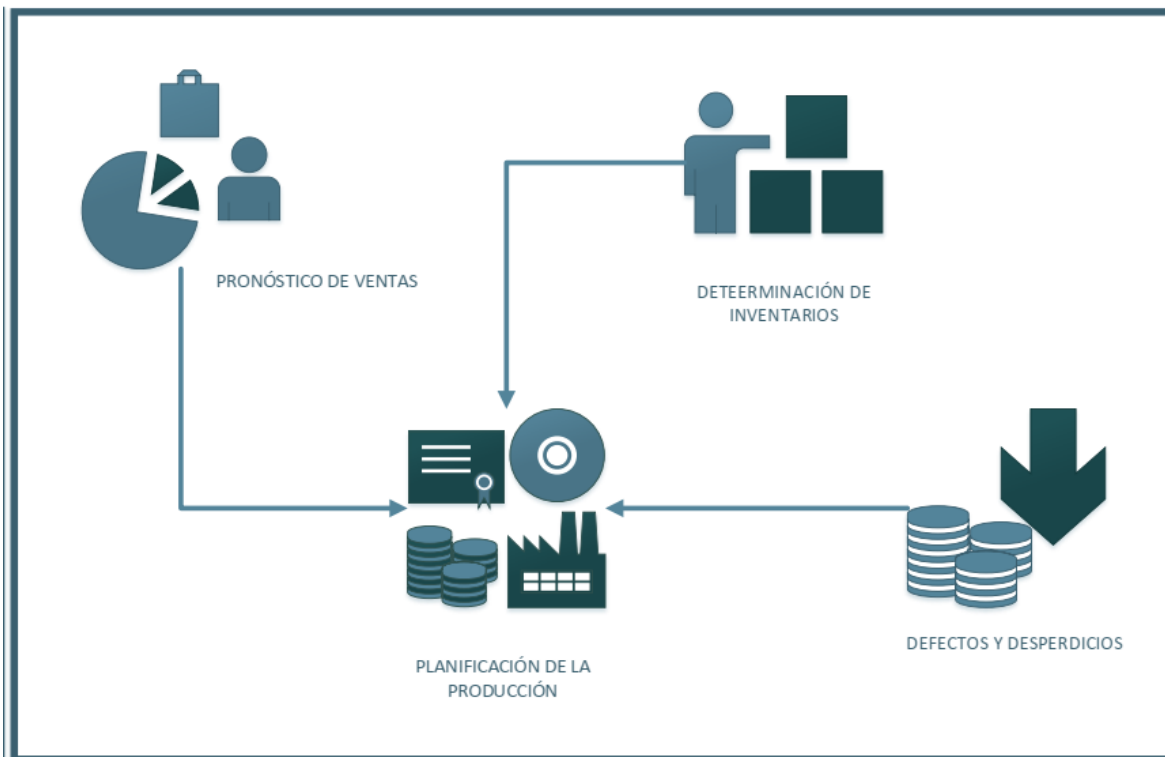 PRONÓSTICO DE VENTAS
DETEERMINACIÓN DE
INVENTARIOS
DEFECTOS Y DESPERDICIOS
PLANIFICACIÓN DE LA
PRODUCCIÓN